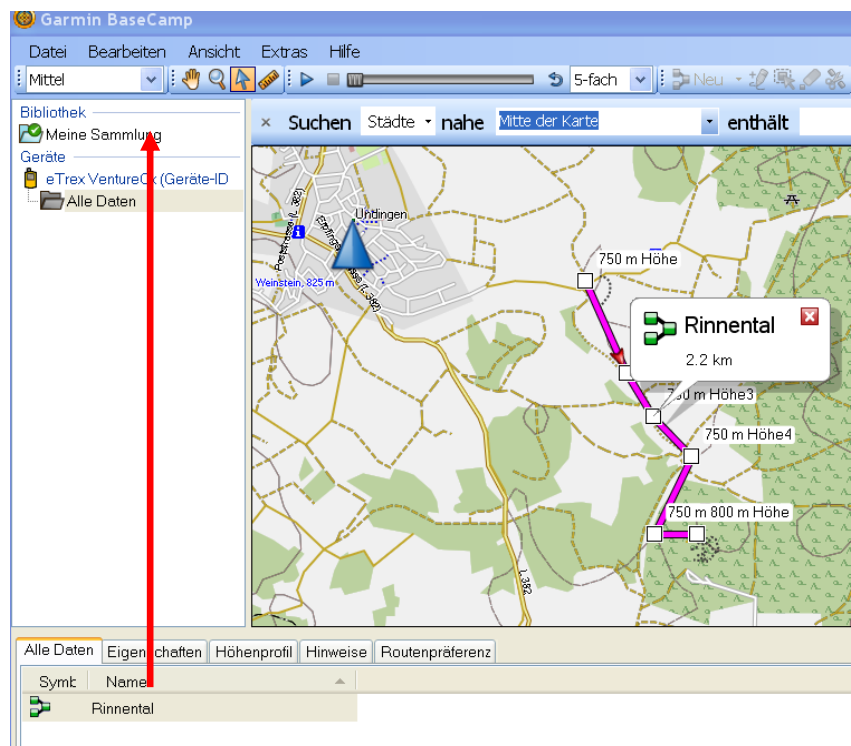 Garmin BaseCamp
Datei Bearbeiten Ansicht Extras Hilfe
Mittel 5-fach Neu
Bibliothek
Meine Sammlung
Geräte
eTrex VentureCx (Geräte-ID
Alle Daten
× Suchen Städte nahe Mitte der Karte enthält
Undingen
Weinstein, 825 m
750 m Höhe
Rinnental
2.2 km
750 m Höhe3
750 m Höhe4
750 m 800 m Höhe
L 382
Alle Daten Eigenschaften Höhenprofil Hinweise Routenpräferenz
Name
Rinnental